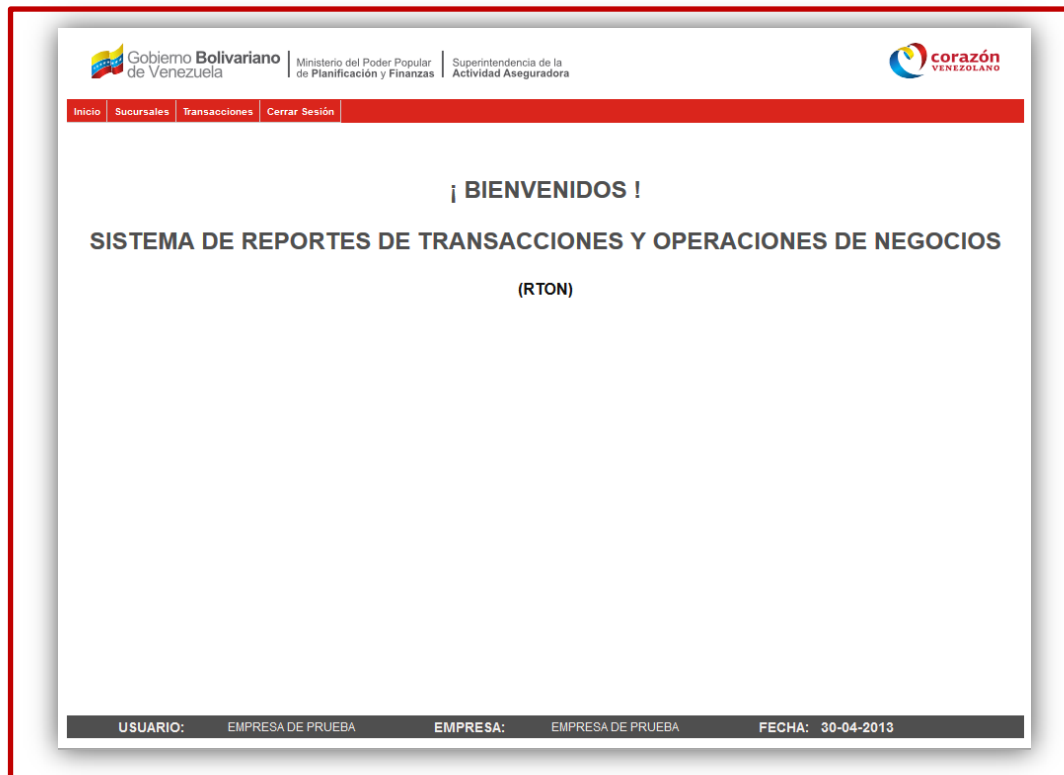 Gobierno Bolivariano
de Venezuela
Ministerio del Poder Popular
de Planificación y Finanzas
Superintendencia de la
Actividad Aseguradora
corazón
VENEZOLANO
Inicio Sucursales Transacciones Cerrar Sesión
¡ BIENVENIDOS !
SISTEMA DE REPORTES DE TRANSACCIONES Y OPERACIONES DE NEGOCIOS
(RTON)
USUARIO: EMPRESA DE PRUEBA EMPRESA: EMPRESA DE PRUEBA FECHA: 30-04-2013